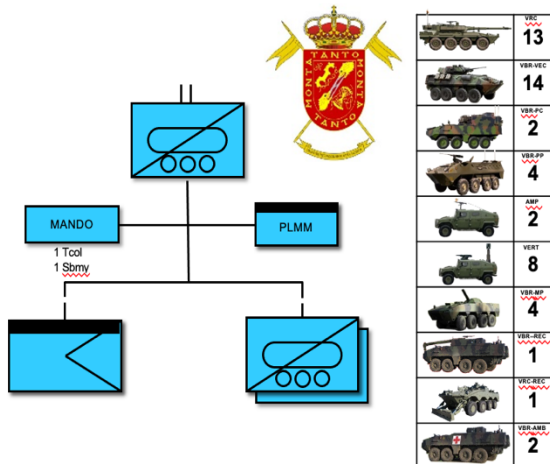 TANTO
MONTA
MONTA
TANTO
MANDO
PLMM
1 Tcol
1 Sbmy
VRC
13
VBR-VEC
14
VBR-PC
2
VBR-PP
4
AMP
2
VERT
8
VBR-MP
4
VBR–REC
1
VRC-REC
1
VBR-AMB
2